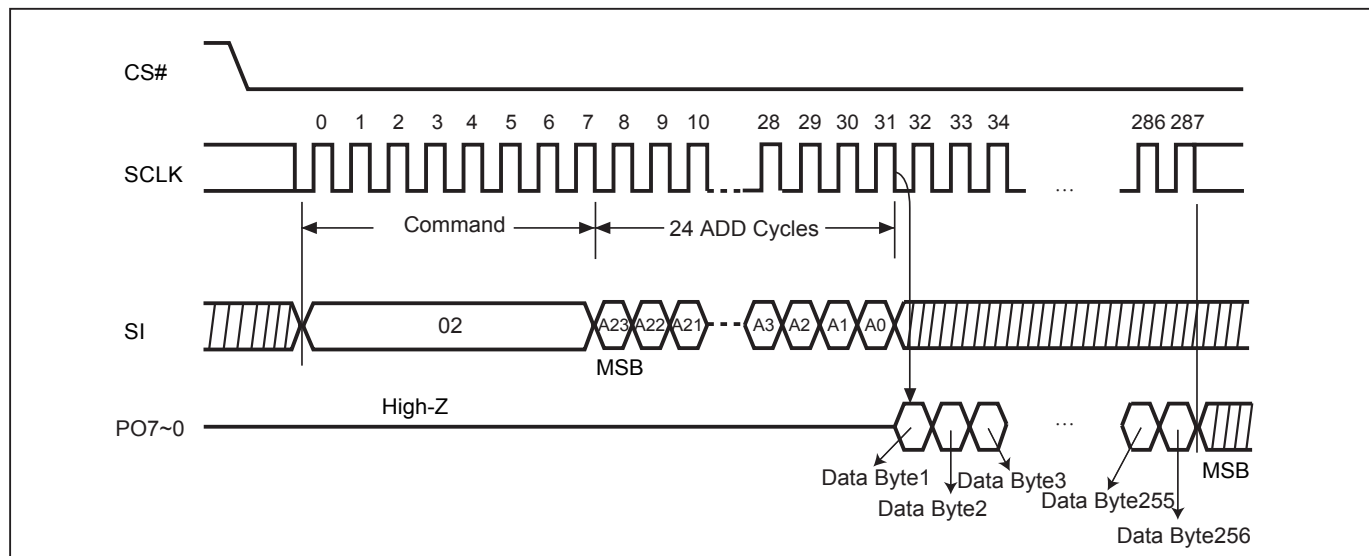 CS#
0 1 2 3 4 5 6 7 8 9 10 28 29 30 31 32 33 34 286 287
SCLK
...
Command
24 ADD Cycles
SI
02
A23 A22 A21 A3 A2 A1 A0
MSB
High-Z
PO7~0
...
Data Byte1
Data Byte2
Data Byte3
Data Byte255
Data Byte256
MSB